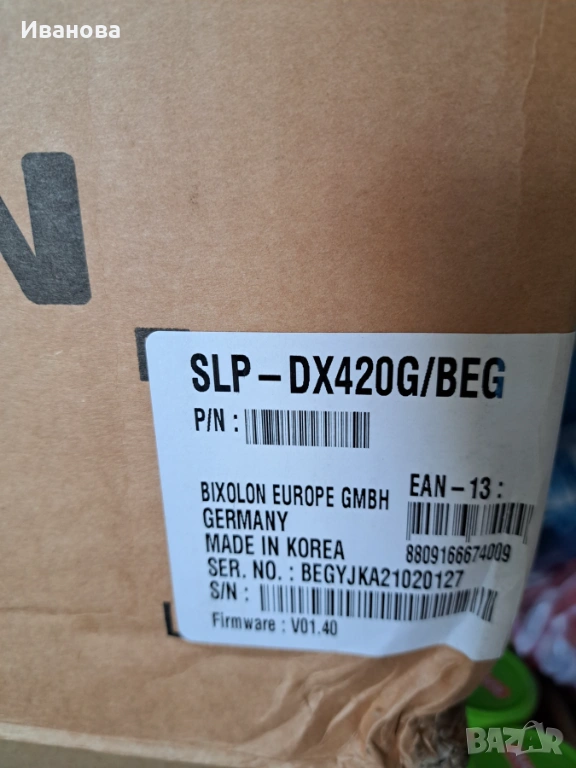 Иванова
N
SLP-DX420G/BEG
P/N :
EAN-13 :
8809166674009
BIXOLON EUROPE GMBH
GERMANY
MADE IN KOREA
SER. NO. : BEGYJKA21020127
S/N :
Firmware : V01.40
BAZAR